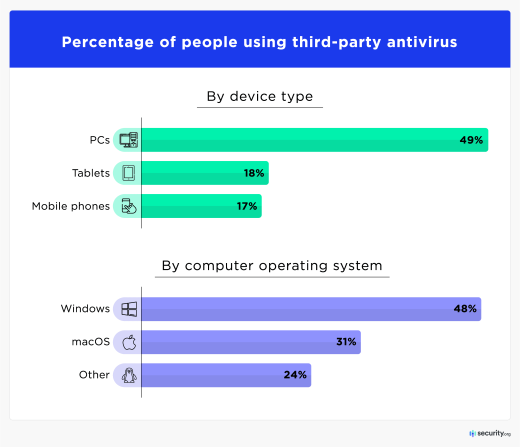 Percentage of people using third-party antivirus
By device type
PCs 49%
Tablets 18%
Mobile phones 17%
By computer operating system
Windows 48%
macOS 31%
Other 24%
security.org